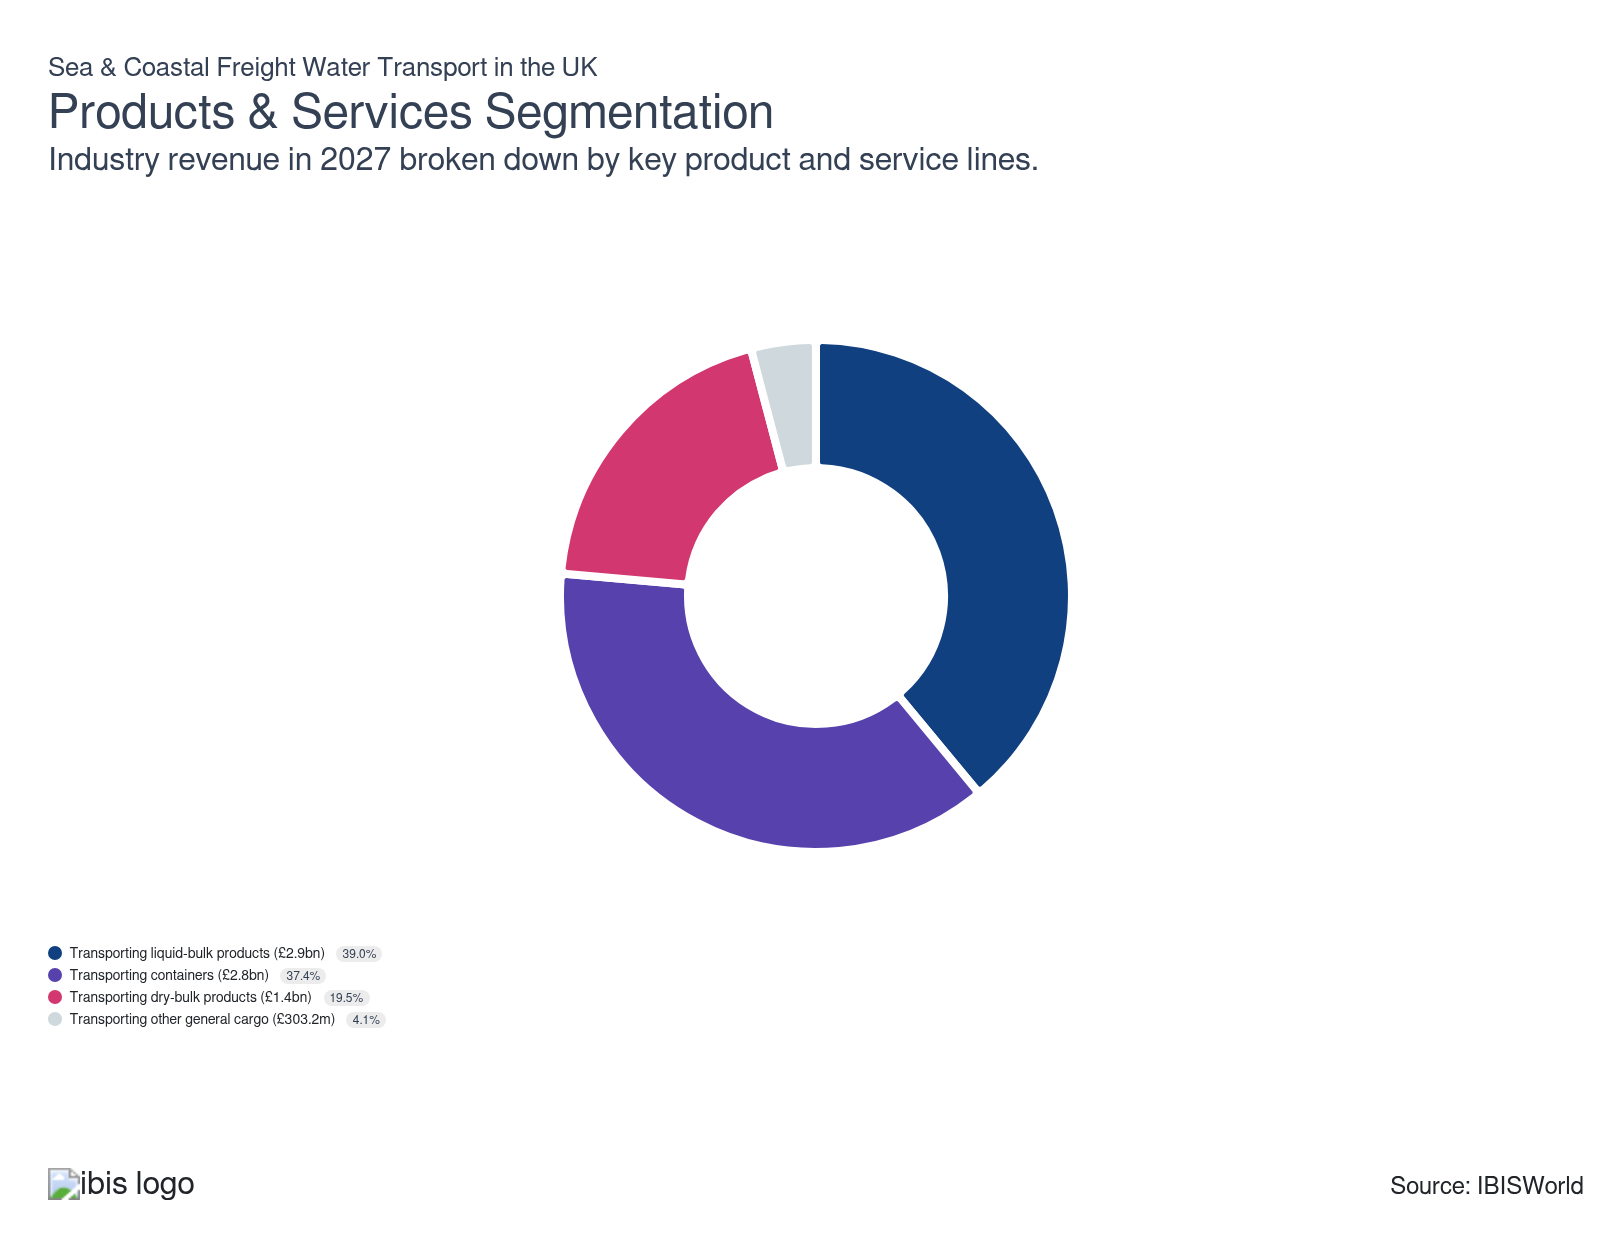 Sea & Coastal Freight Water Transport in the UK
Products & Services Segmentation
Industry revenue in 2027 broken down by key product and service lines.
Transporting liquid-bulk products (£2.9bn) 39.0%
Transporting containers (£2.8bn) 37.4%
Transporting dry-bulk products (£1.4bn) 19.5%
Transporting other general cargo (£303.2m) 4.1%
ibis logo
Source: IBISWorld